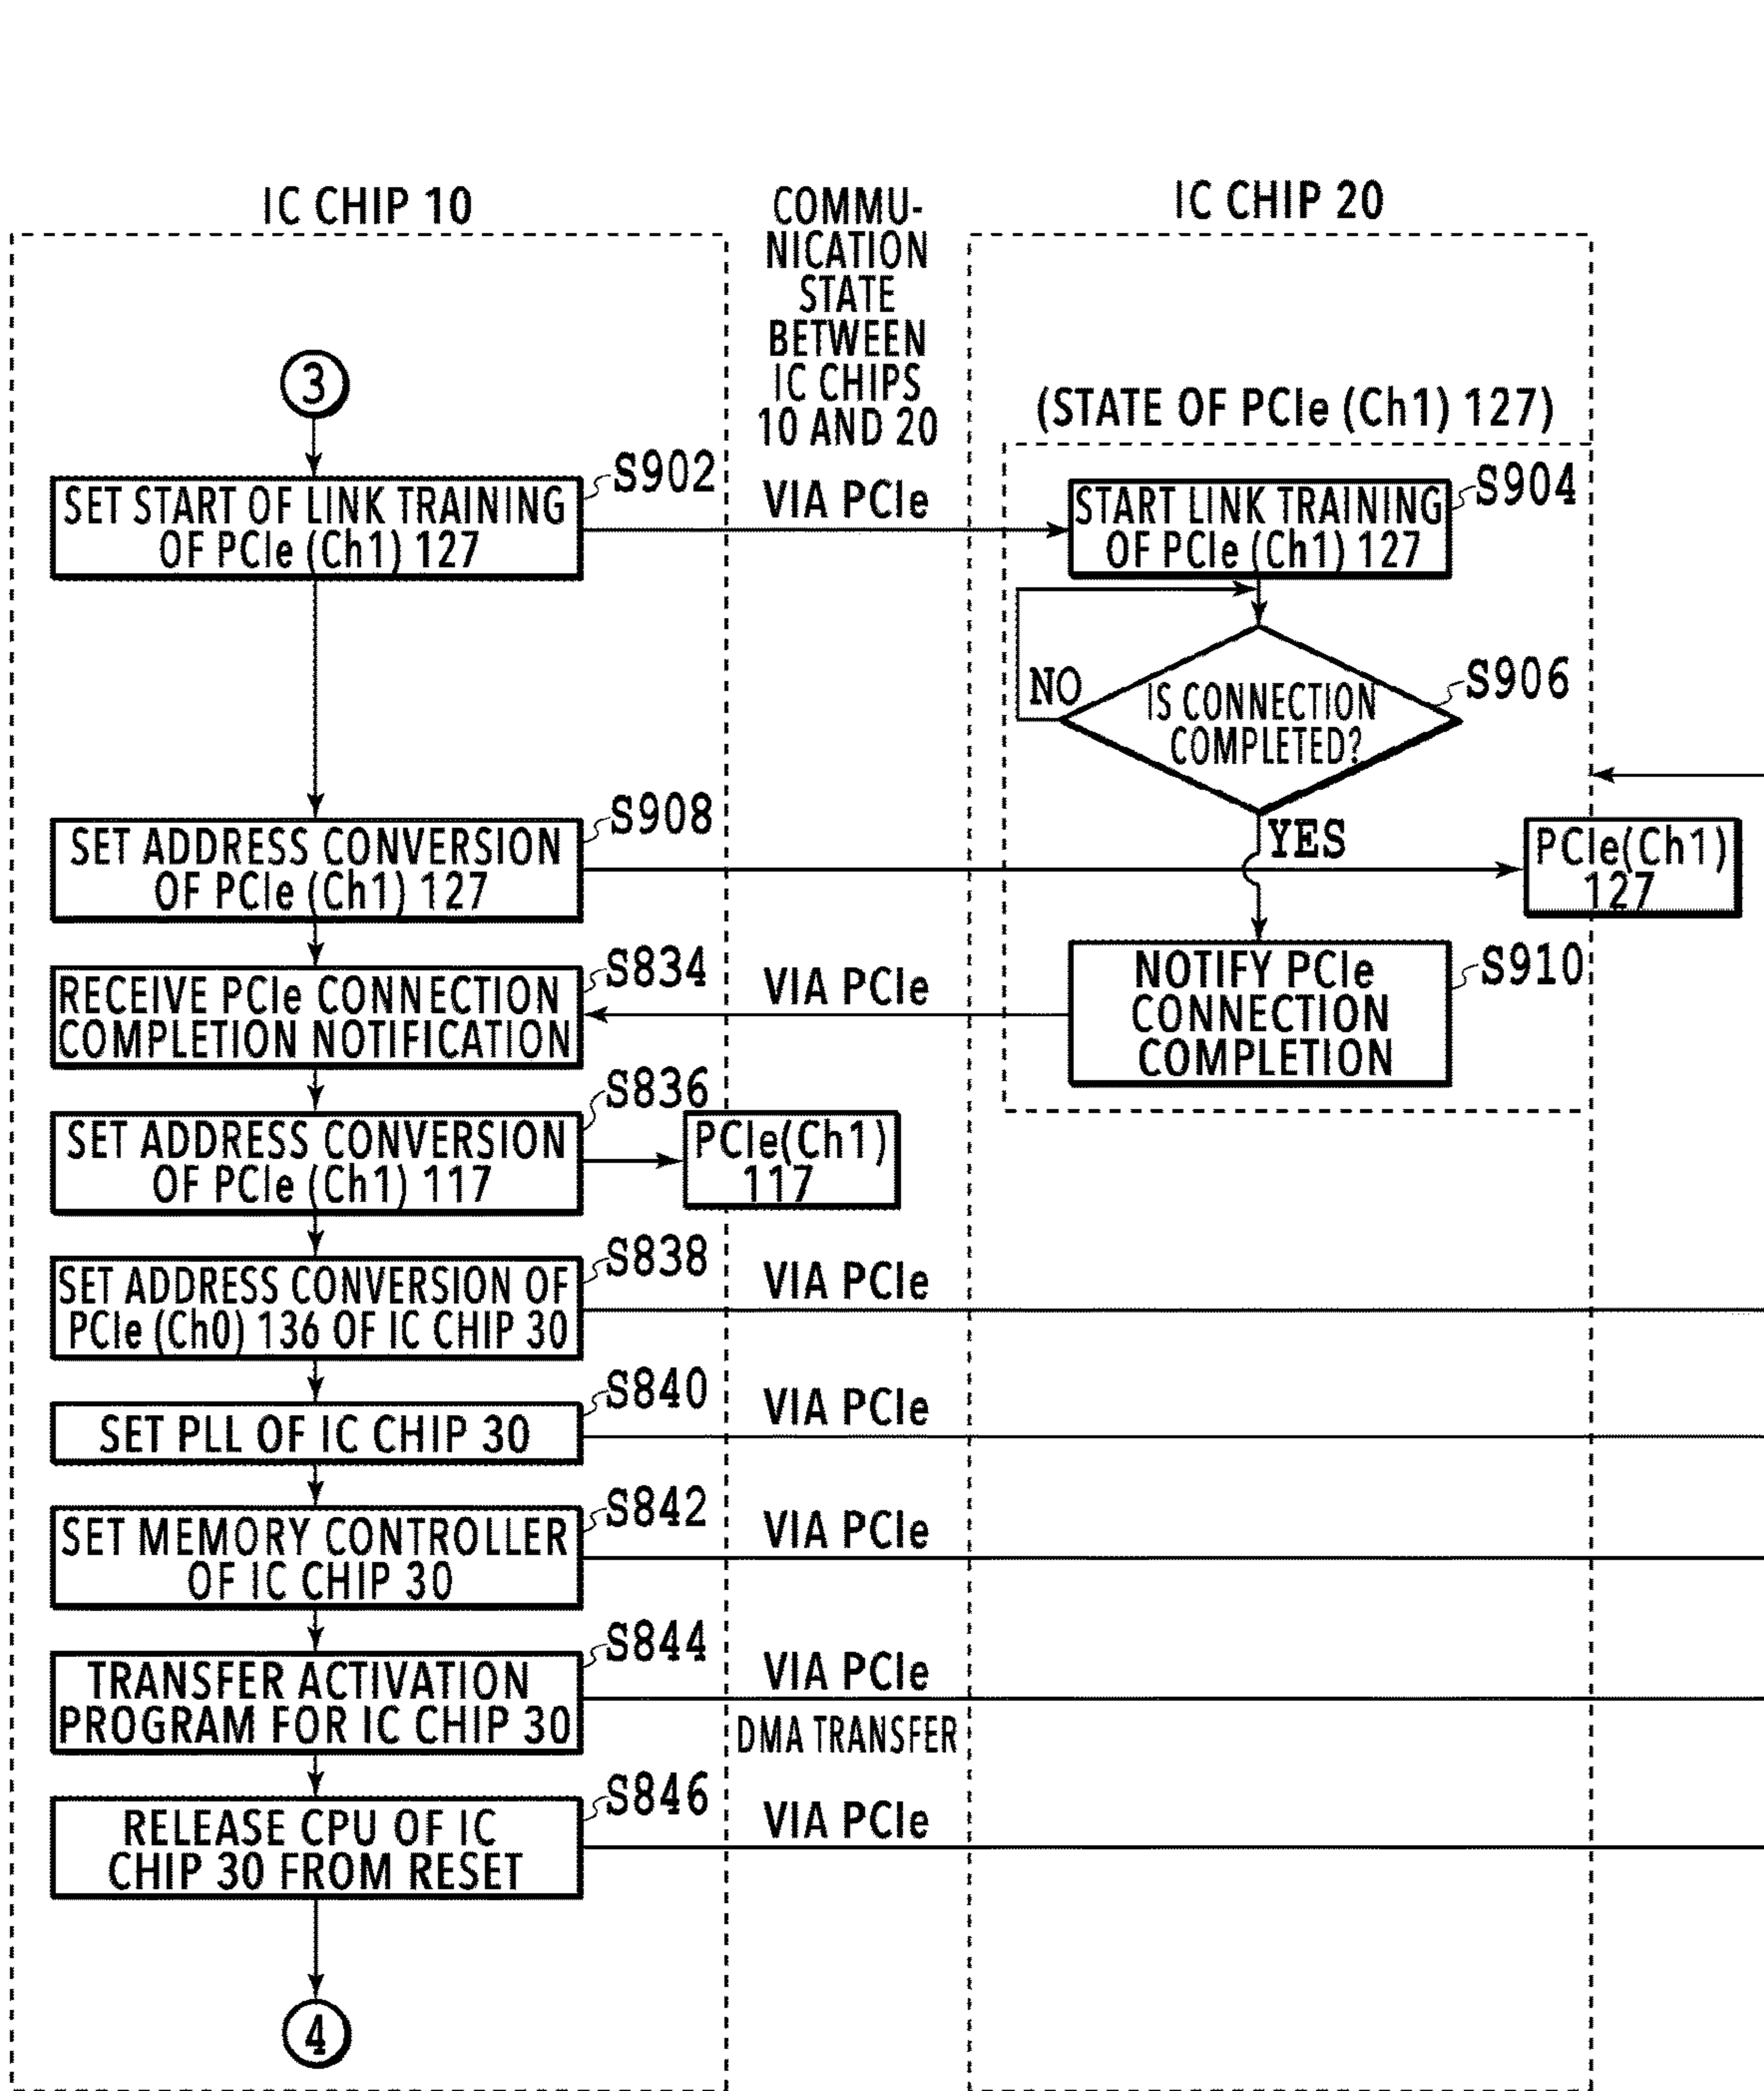 IC CHIP 10
COMMU-
NICATION
STATE
BETWEEN
IC CHIPS
10 AND 20
IC CHIP 20
3
(STATE OF PCIe (Ch1) 127)
SET START OF LINK TRAINING
OF PCIe (Ch1) 127
S902
VIA PCIe
START LINK TRAINING
OF PCIe (Ch1) 127
S904
NO
IS CONNECTION
COMPLETED?
S906
YES
SET ADDRESS CONVERSION
OF PCIe (Ch1) 127
S908
PCIe(Ch1)
127
RECEIVE PCIe CONNECTION
COMPLETION NOTIFICATION
S834
VIA PCIe
NOTIFY PCIe
CONNECTION
COMPLETION
S910
SET ADDRESS CONVERSION
OF PCIe (Ch1) 117
S836
PCIe(Ch1)
117
SET ADDRESS CONVERSION OF
PCIe (Ch0) 136 OF IC CHIP 30
S838
VIA PCIe
SET PLL OF IC CHIP 30
S840
VIA PCIe
SET MEMORY CONTROLLER
OF IC CHIP 30
S842
VIA PCIe
TRANSFER ACTIVATION
PROGRAM FOR IC CHIP 30
S844
VIA PCIe
DMA TRANSFER
RELEASE CPU OF IC
CHIP 30 FROM RESET
S846
VIA PCIe
4